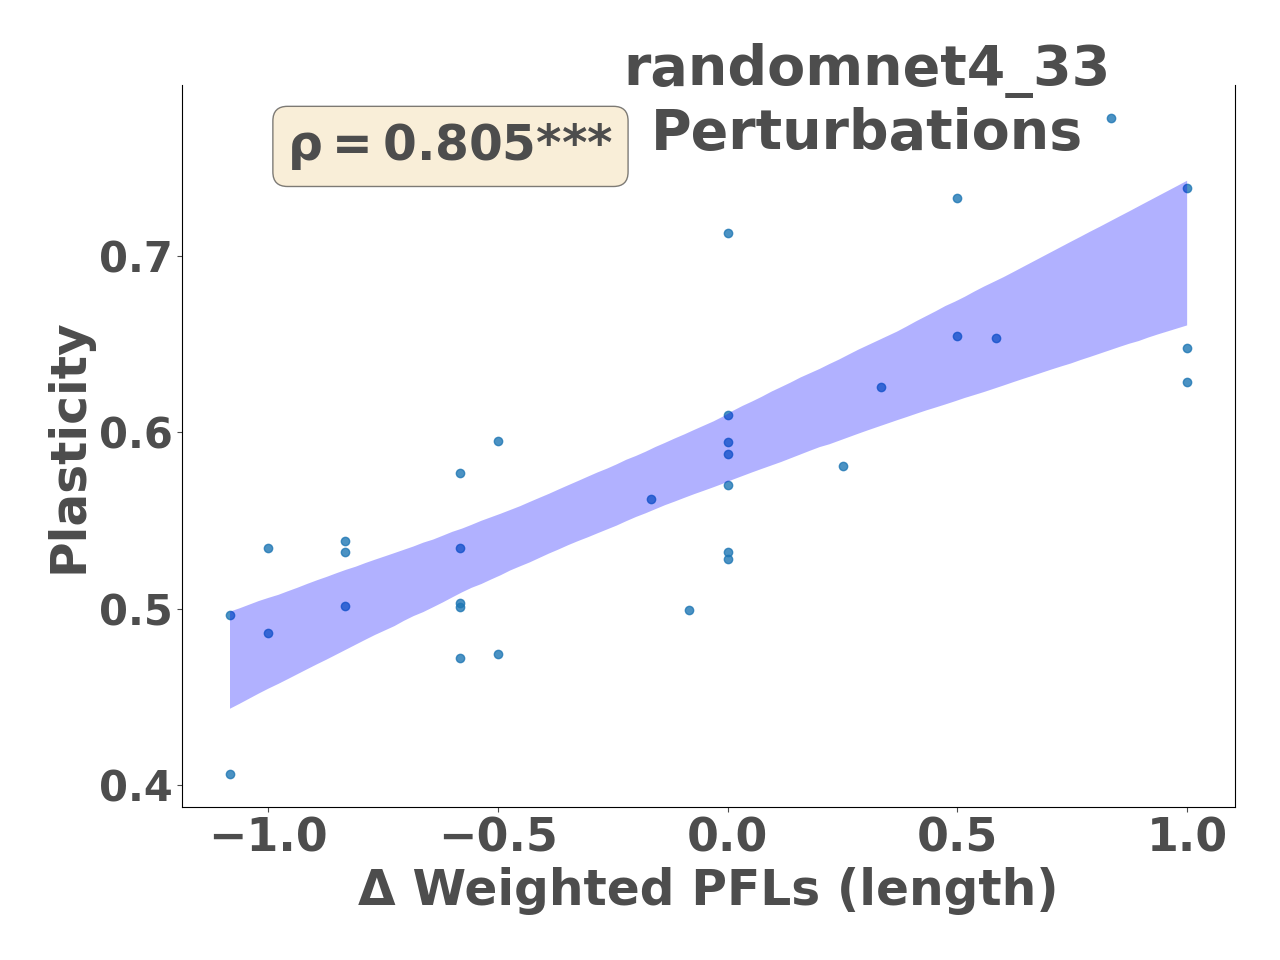 randomnet4_33
Perturbations
ρ = 0.805***
Plasticity
0.7
0.6
0.5
0.4
−1.0 −0.5 0.0 0.5 1.0
Δ Weighted PFLs (length)